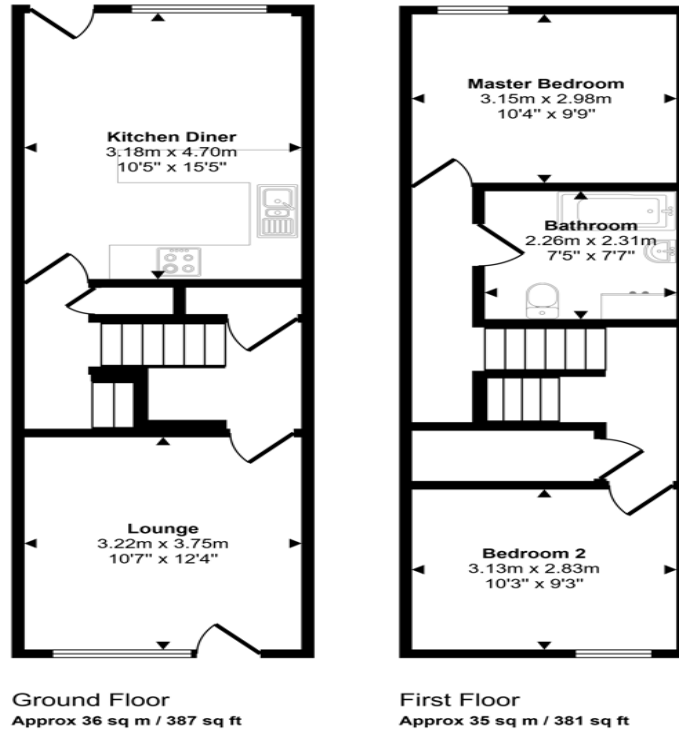 Kitchen Diner
3.18m x 4.70m
10'5" x 15'5"
Lounge
3.22m x 3.75m
10'7" x 12'4"
Ground Floor
Approx 36 sq m / 387 sq ft
Master Bedroom
3.15m x 2.98m
10'4" x 9'9"
Bathroom
2.26m x 2.31m
7'5" x 7'7"
Bedroom 2
3.13m x 2.83m
10'3" x 9'3"
First Floor
Approx 35 sq m / 381 sq ft